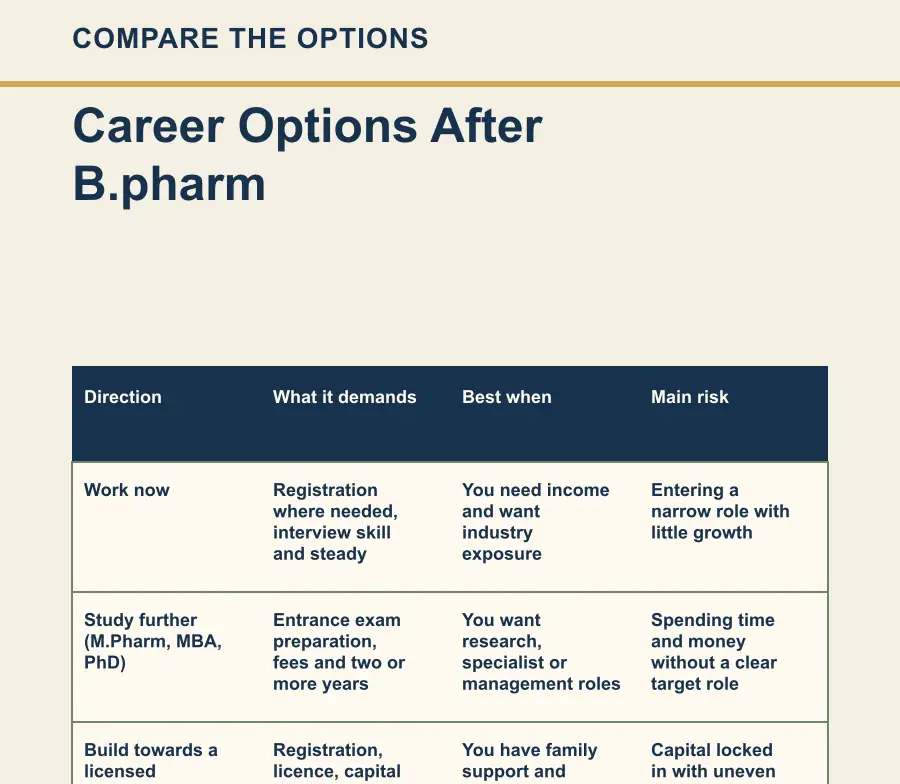 COMPARE THE OPTIONS
Career Options After
B.pharm
Direction
What it demands
Best when
Main risk
Work now
Registration
where needed,
interview skill
and steady
You need income
and want
industry
exposure
Entering a
narrow role with
little growth
Study further
(M.Pharm, MBA,
PhD)
Entrance exam
preparation,
fees and two or
more years
You want
research,
specialist or
management roles
Spending time
and money
without a clear
target role
Build towards a
licensed
Registration,
licence, capital
You have family
support and
Capital locked
in with uneven